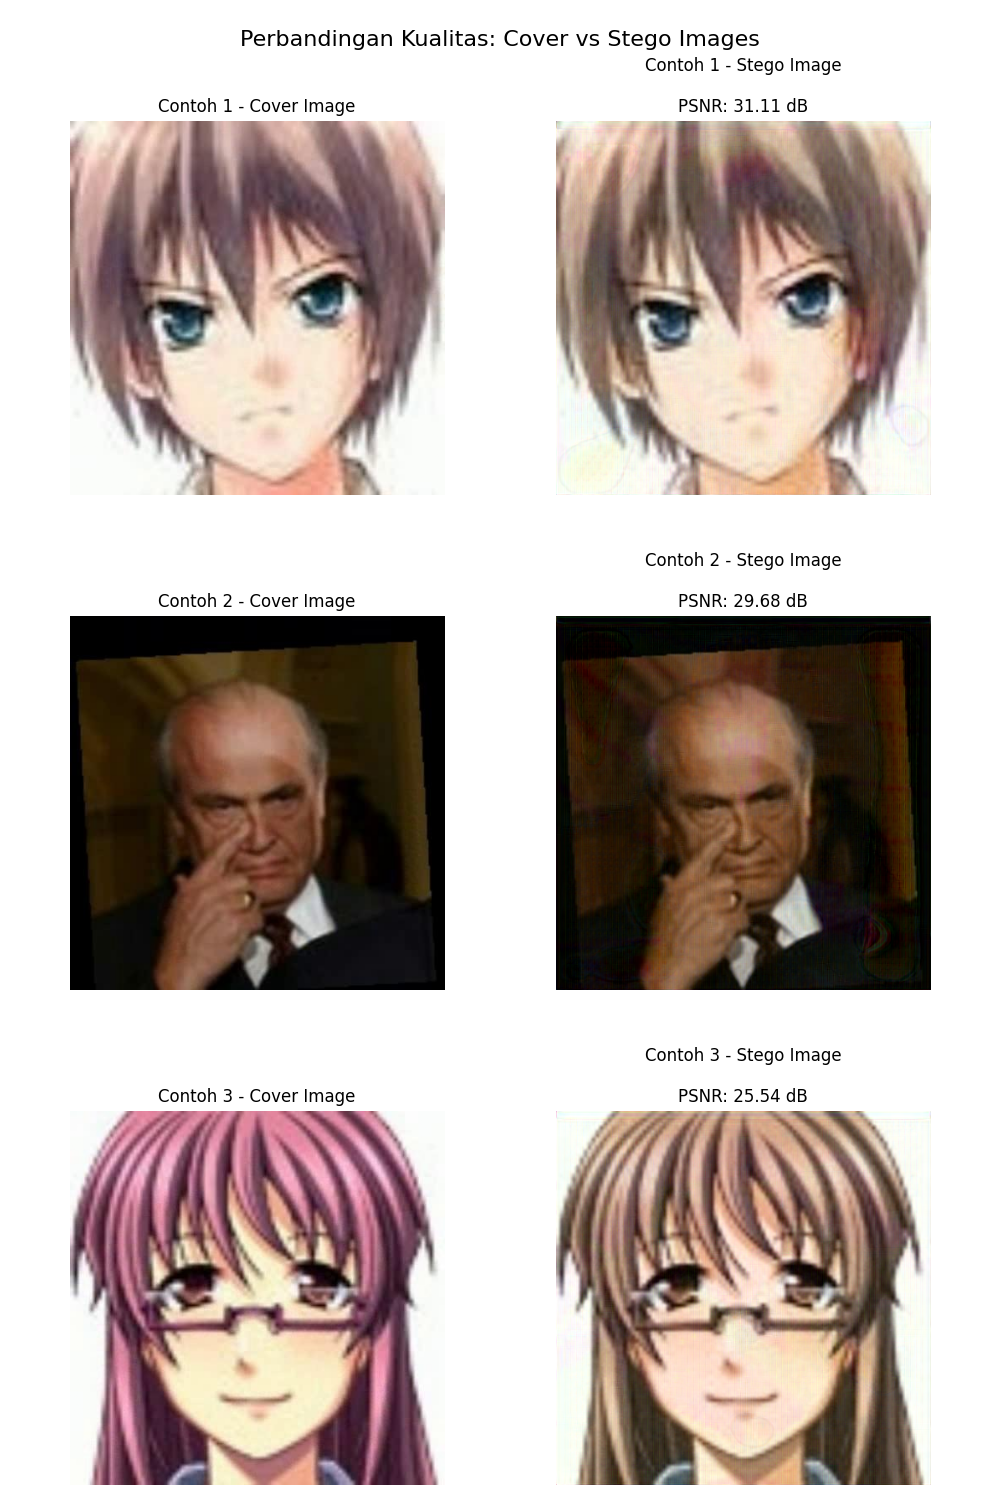 Perbandingan Kualitas: Cover vs Stego Images
Contoh 1 - Cover Image
Contoh 1 - Stego Image
PSNR: 31.11 dB
Contoh 2 - Cover Image
Contoh 2 - Stego Image
PSNR: 29.68 dB
Contoh 3 - Cover Image
Contoh 3 - Stego Image
PSNR: 25.54 dB